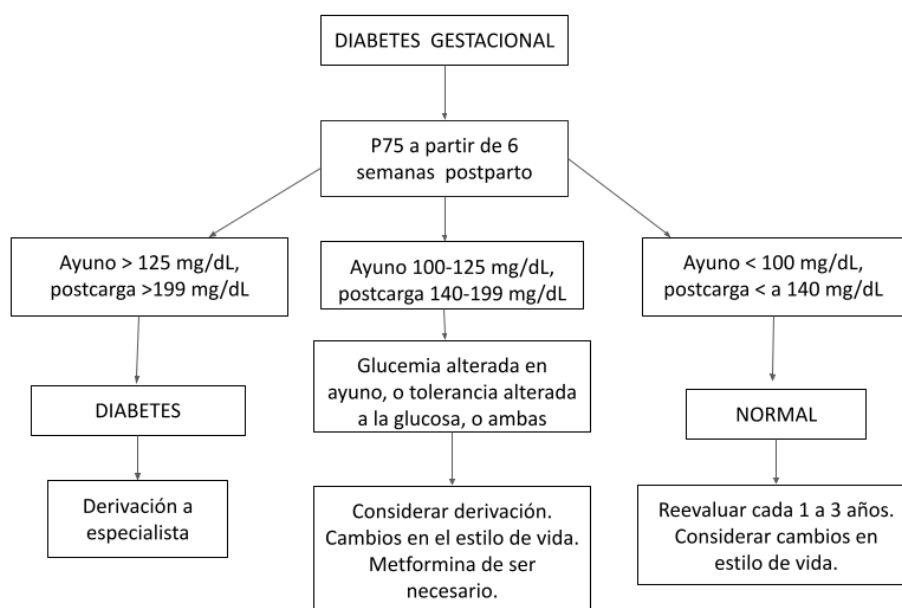 DIABETES GESTACIONAL
P75 a partir de 6
semanas postparto
Ayuno > 125 mg/dL,
postcarga >199 mg/dL
Ayuno 100-125 mg/dL,
postcarga 140-199 mg/dL
Ayuno < 100 mg/dL,
postcarga < a 140 mg/dL
DIABETES
Glucemia alterada en
ayuno, o tolerancia alterada
a la glucosa, o ambas
NORMAL
Derivación a
especialista
Considerar derivación.
Cambios en el estilo de vida.
Metformina de ser
necesario.
Reevaluar cada 1 a 3 años.
Considerar cambios en
estilo de vida.